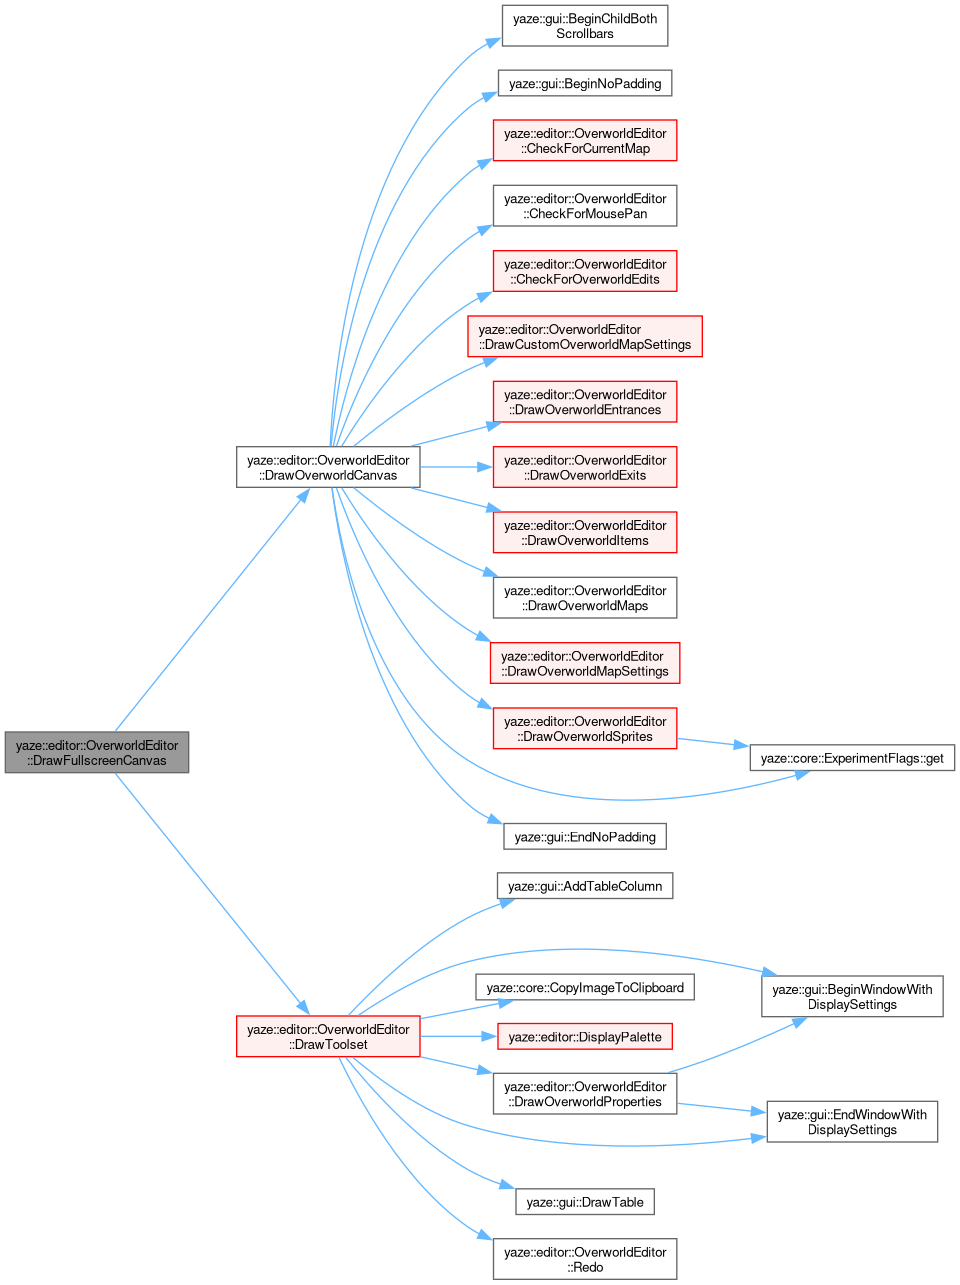 yaze::gui::BeginChildBoth
Scrollbars
yaze::gui::BeginNoPadding
yaze::editor::OverworldEditor
::CheckForCurrentMap
yaze::editor::OverworldEditor
::CheckForMousePan
yaze::editor::OverworldEditor
::CheckForOverworldEdits
yaze::editor::OverworldEditor
::DrawCustomOverworldMapSettings
yaze::editor::OverworldEditor
::DrawOverworldEntrances
yaze::editor::OverworldEditor
::DrawOverworldCanvas
yaze::editor::OverworldEditor
::DrawOverworldExits
yaze::editor::OverworldEditor
::DrawOverworldItems
yaze::editor::OverworldEditor
::DrawOverworldMaps
yaze::editor::OverworldEditor
::DrawOverworldMapSettings
yaze::editor::OverworldEditor
::DrawOverworldSprites
yaze::editor::OverworldEditor
::DrawFullscreenCanvas
yaze::core::ExperimentFlags::get
yaze::gui::EndNoPadding
yaze::gui::AddTableColumn
yaze::core::CopyImageToClipboard
yaze::gui::BeginWindowWith
DisplaySettings
yaze::editor::OverworldEditor
::DrawToolset
yaze::editor::DisplayPalette
yaze::editor::OverworldEditor
::DrawOverworldProperties
yaze::gui::EndWindowWith
DisplaySettings
yaze::gui::DrawTable
yaze::editor::OverworldEditor
::Redo